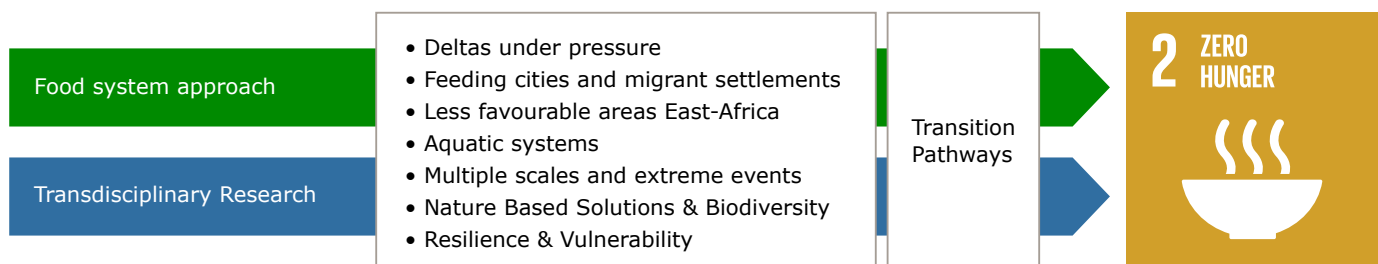 Food system approach
Transdisciplinary Research
• Deltas under pressure
• Feeding cities and migrant settlements
• Less favourable areas East-Africa
• Aquatic systems
• Multiple scales and extreme events
• Nature Based Solutions & Biodiversity
• Resilience & Vulnerability
Transition
Pathways
2 ZERO
HUNGER